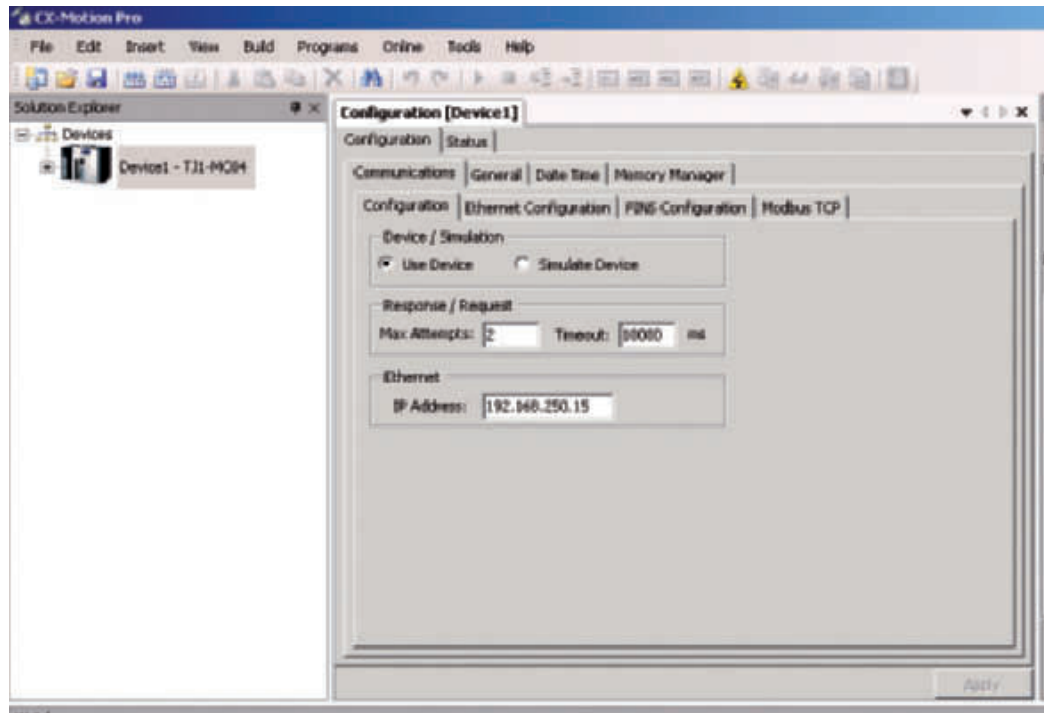 CX-Motion Pro
File Edit Insert View Build Programs Online Tools Help
Solution Explorer
Devices
Device1 - TJ1-MC04
Configuration [Device1]
Configuration Status
Communications General Date Time Memory Manager
Configuration Ethernet Configuration FINS Configuration Modbus TCP
Device / Simulation
Use Device Simulate Device
Response / Request
Max Attempts: 2 Timeout: 10000 ms
Ethernet
IP Address: 192.168.250.15
Apply